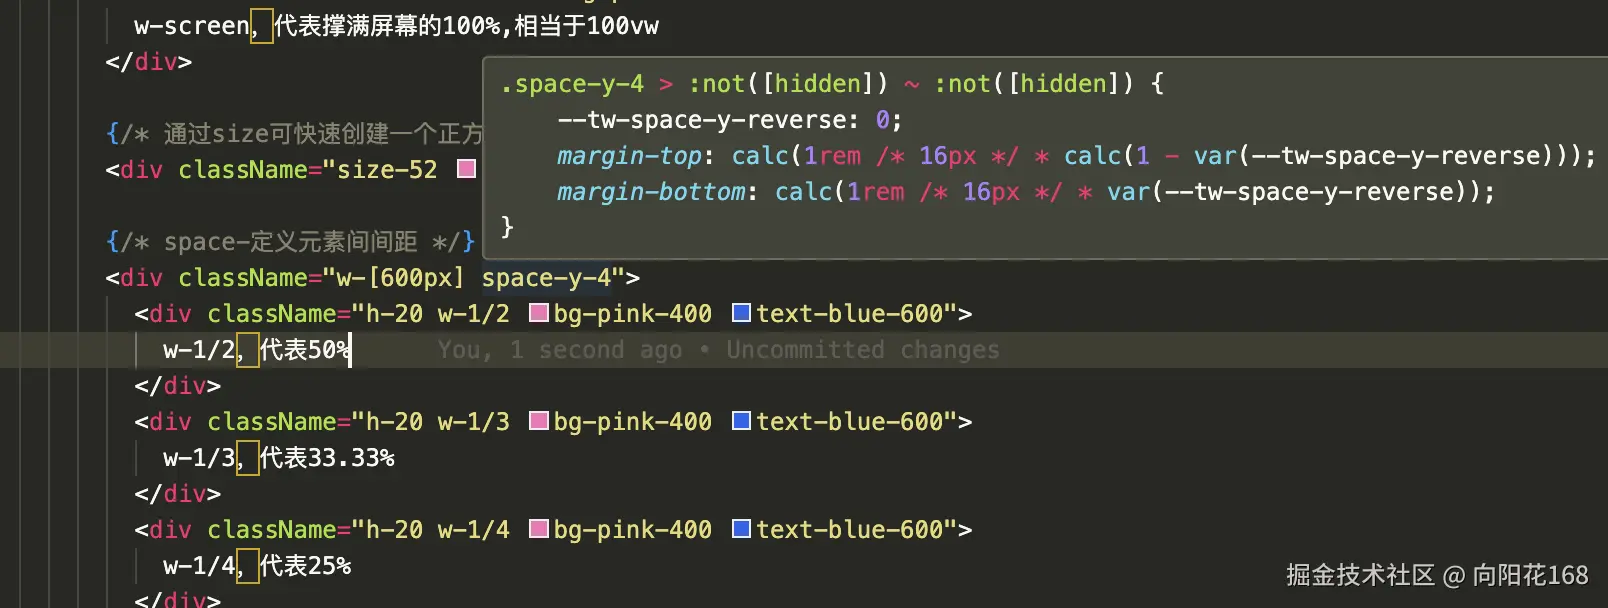 w-screen，代表撑满屏幕的100%,相当于100vw
</div>
.space-y-4 > :not([hidden]) ~ :not([hidden]) {
--tw-space-y-reverse: 0;
margin-top: calc(1rem /* 16px */ * calc(1 - var(--tw-space-y-reverse)));
margin-bottom: calc(1rem /* 16px */ * var(--tw-space-y-reverse));
}
{/* 通过size可快速创建一个正方
<div className="size-52
{/* space-定义元素间间距 */}
<div className="w-[600px] space-y-4">
<div className="h-20 w-1/2 bg-pink-400 text-blue-600">
w-1/2，代表50% You, 1 second ago • Uncommitted changes
</div>
<div className="h-20 w-1/3 bg-pink-400 text-blue-600">
w-1/3，代表33.33%
</div>
<div className="h-20 w-1/4 bg-pink-400 text-blue-600">
w-1/4，代表25%
</div>
掘金技术社区 @ 向阳花168